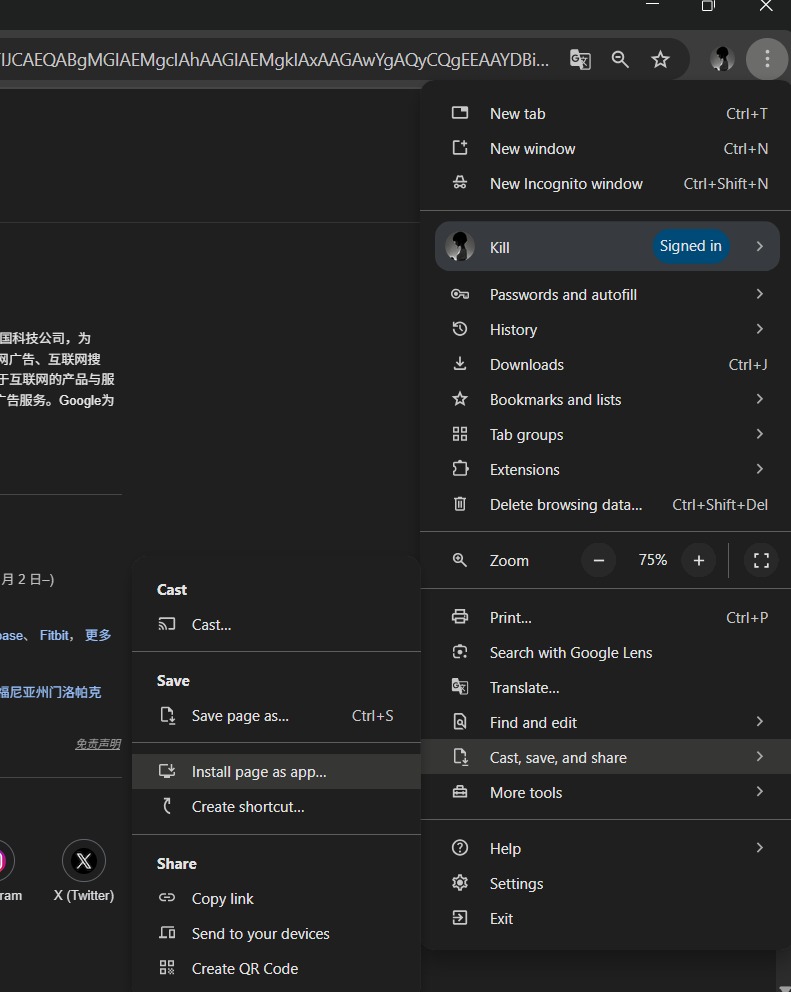 New tab Ctrl+T
New window Ctrl+N
New Incognito window Ctrl+Shift+N
Kill Signed in
Passwords and autofill
History
Downloads Ctrl+J
Bookmarks and lists
Tab groups
Extensions
Delete browsing data... Ctrl+Shift+Del
Zoom 75%
Print... Ctrl+P
Search with Google Lens
Translate...
Find and edit
Cast, save, and share
More tools
Help
Settings
Exit
Cast
Cast...
Save
Save page as... Ctrl+S
Install page as app...
Create shortcut...
Share
Copy link
Send to your devices
Create QR Code
国科技公司，为
网广告、互联网搜
于互联网的产品与服
广告服务。Google为
月 2 日–)
base、 Fitbit， 更多
福尼亚州门洛帕克
免责声明
ram
X (Twitter)